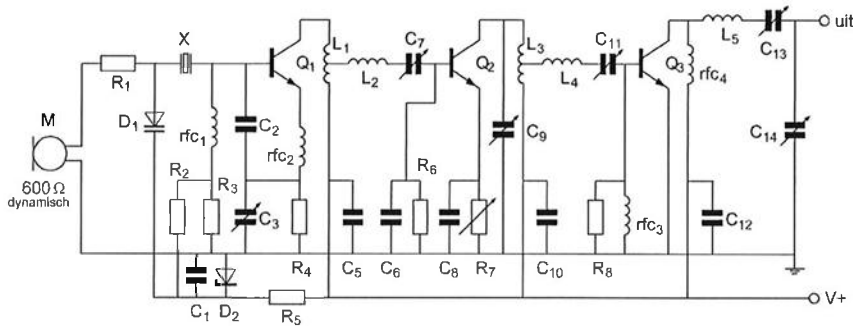 M
600 Ω
dynamisch
R1
X
D1
rfc1
R2
R3
C1
D2
C2
C3
Q1
rfc2
R4
R5
L1
L2
C5
C6
C7
R6
Q2
C8
R7
C9
L3
C10
L4
C11
R8
rfc3
Q3
rfc4
L5
C12
C13
C14
uit
V+